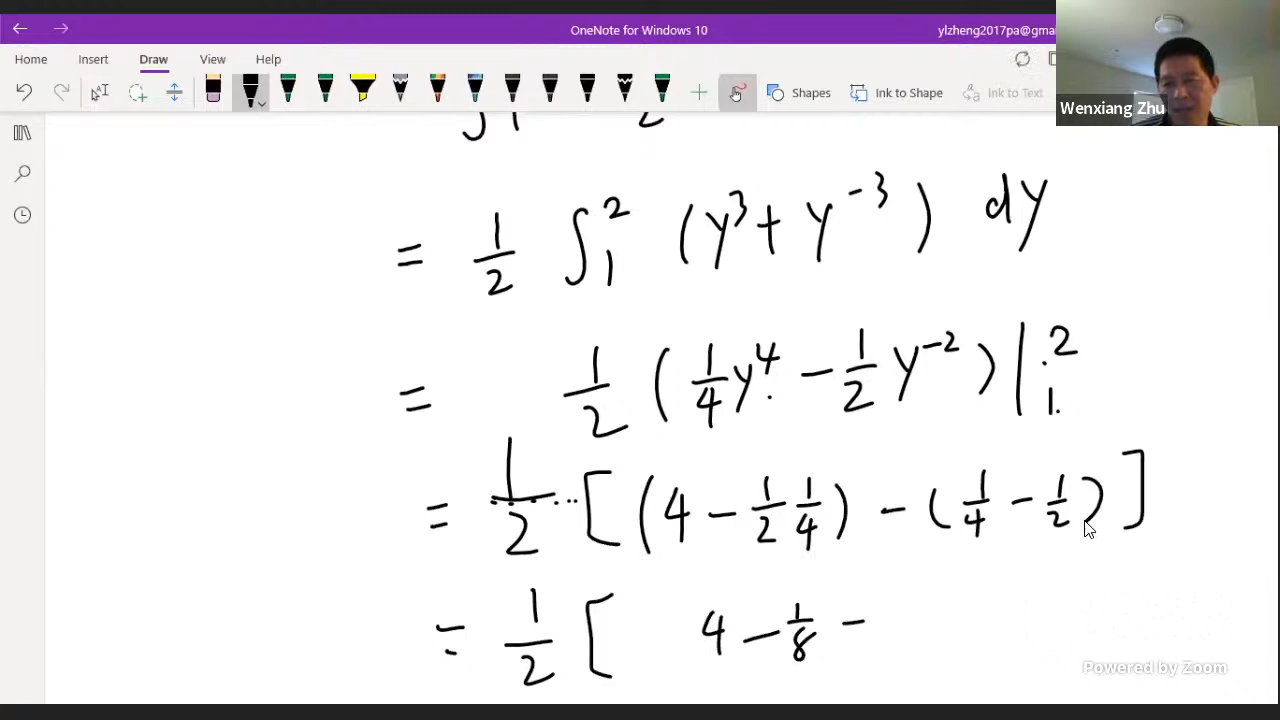 OneNote for Windows 10
ylzheng2017pa@gma
Home Insert Draw View Help
Shapes Ink to Shape Ink to Text
Wenxiang Zhu
∫ 1 2
= 1/2 ∫₁² (y³ + y⁻³) dy
= 1/2 (1/4 y⁴ − 1/2 y⁻²) |₁²
= 1/2 [(4 − 1/2 1/4) − (1/4 − 1/2)]
= 1/2 [ 4 − 1/8 −
Powered by Zoom